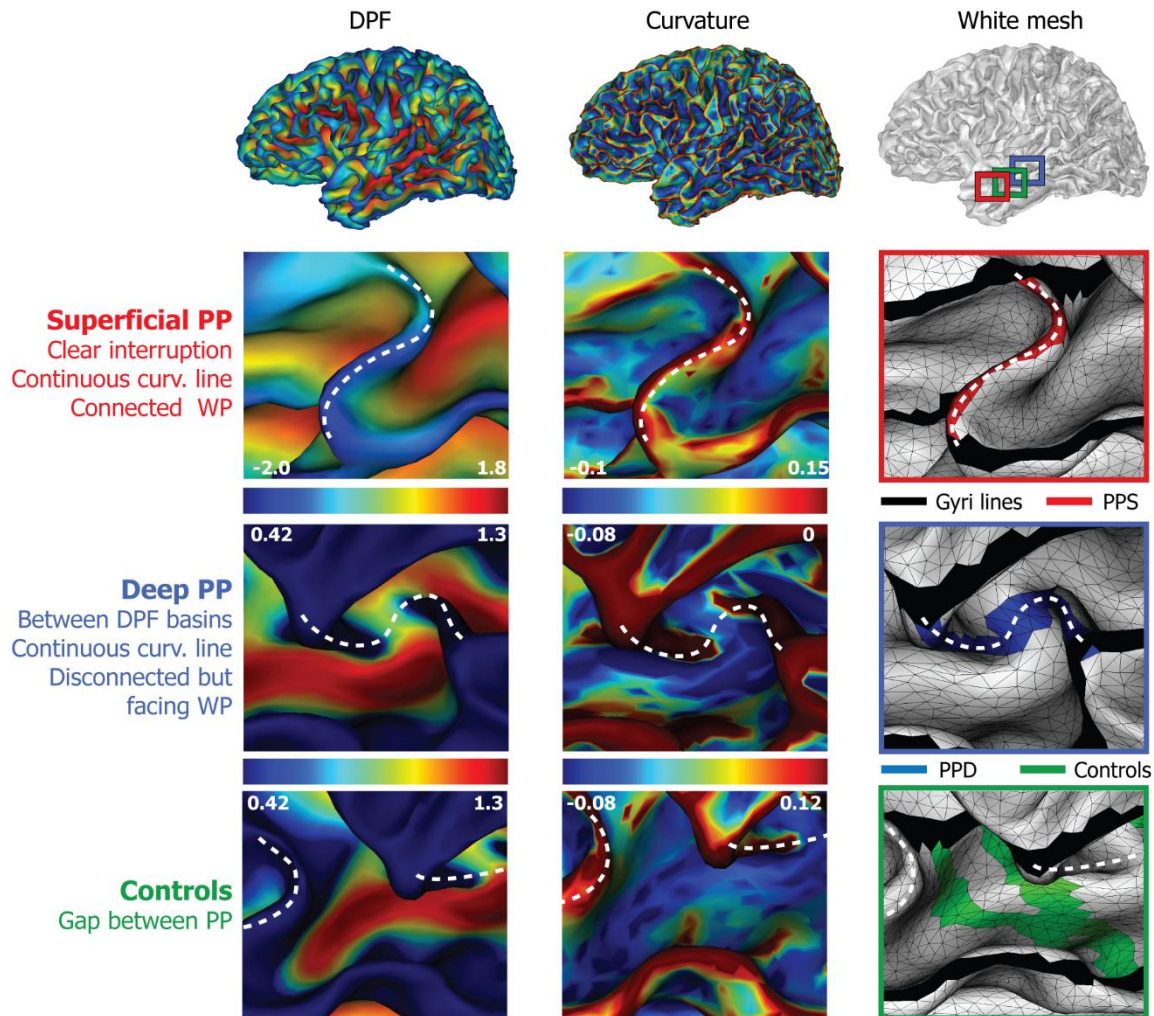 DPF
Curvature
White mesh
Superficial PP
Clear interruption
Continuous curv. line
Connected WP
-2.0
1.8
-0.1
0.15
Gyri lines
PPS
Deep PP
Between DPF basins
Continuous curv. line
Disconnected but
facing WP
0.42
1.3
-0.08
0
PPD
Controls
Controls
Gap between PP
0.42
1.3
-0.08
0.12